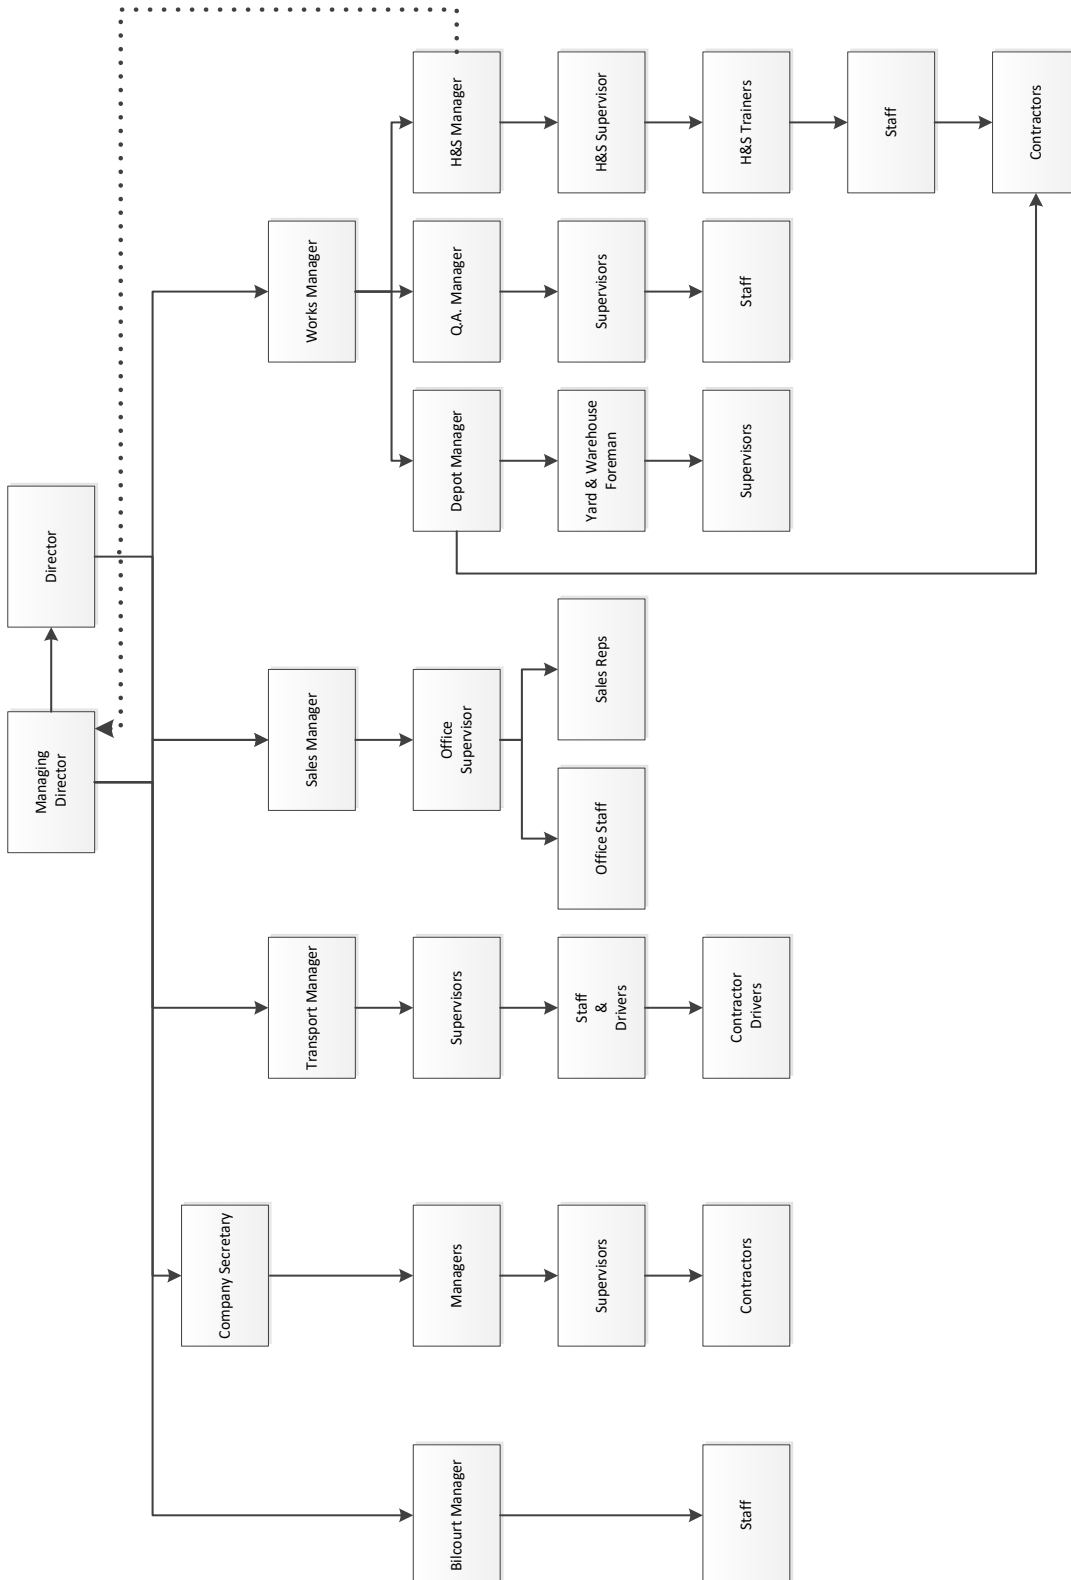 Managing
Director
Director
Bilcourt Manager
Staff
Company Secretary
Managers
Supervisors
Contractors
Transport Manager
Supervisors
Staff
&
Drivers
Contractor
Drivers
Sales Manager
Office
Supervisor
Office Staff
Sales Reps
Works Manager
Depot Manager
Yard & Warehouse
Foreman
Supervisors
Q.A. Manager
Supervisors
Staff
H&S Manager
H&S Supervisor
H&S Trainers
Staff
Contractors